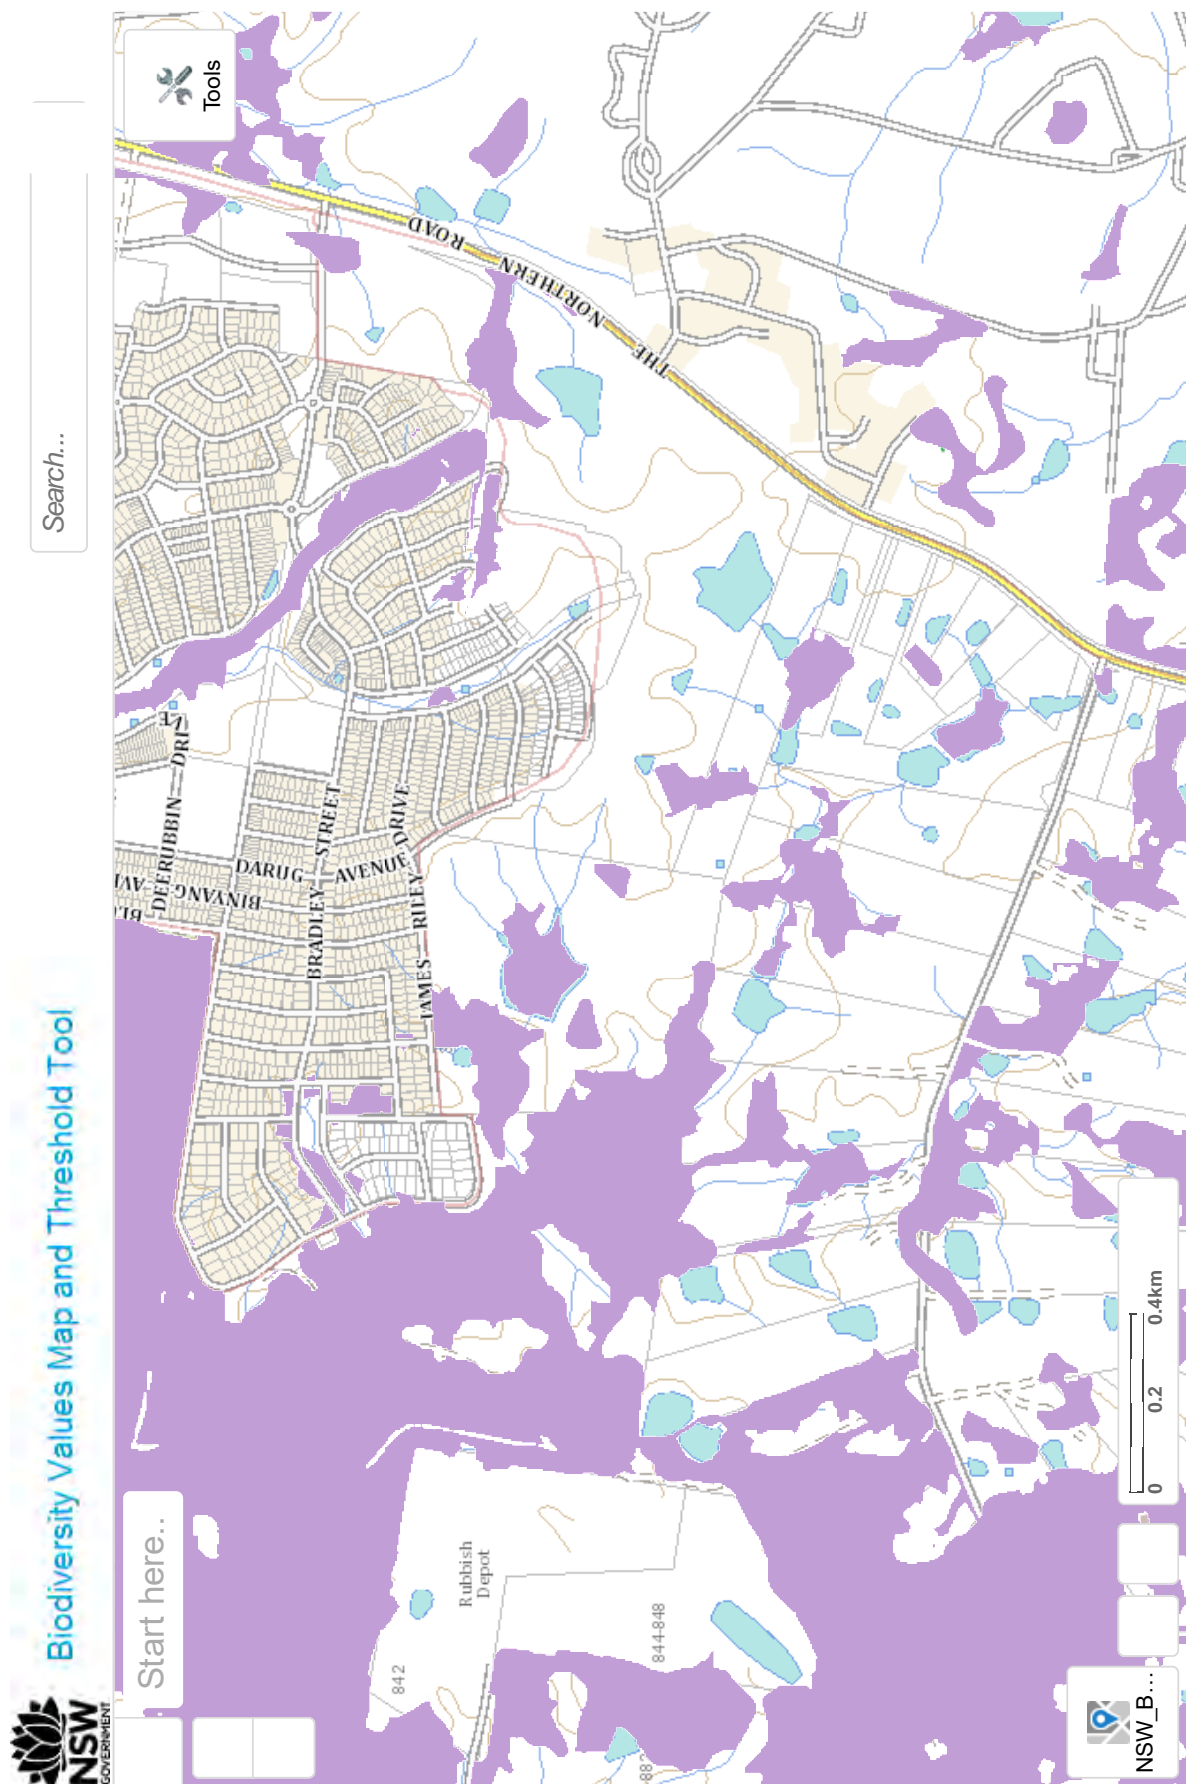 NSW
GOVERNMENT
Biodiversity Values Map and Threshold Tool
Search...
Start here..
Tools
DEERUBBIN DRIVE
BINYANG AVE
DARUG AVENUE
BRADLEY STREET
JAMES RILEY DRIVE
THE NORTHERN ROAD
Rubbish
Depot
842
844-848
NSW_B...
0 0.2 0.4km